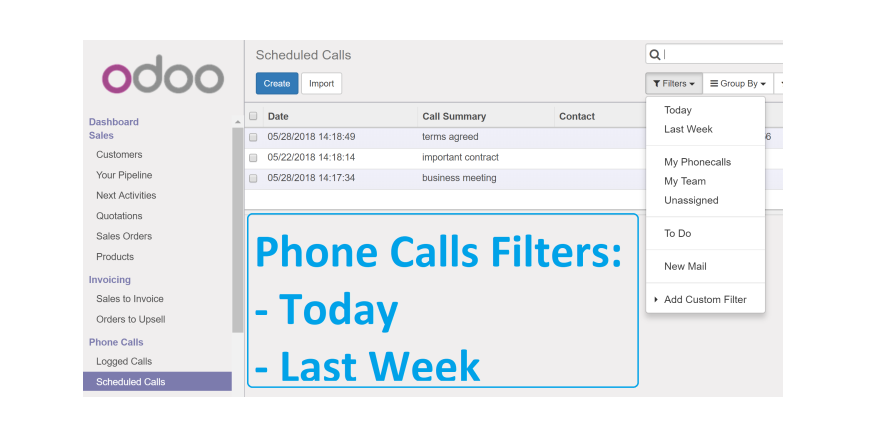 odoo
Dashboard
Sales
Customers
Your Pipeline
Next Activities
Quotations
Sales Orders
Products
Invoicing
Sales to Invoice
Orders to Upsell
Phone Calls
Logged Calls
Scheduled Calls
Scheduled Calls
Create Import
Filters Group By
Date Call Summary Contact
05/28/2018 14:18:49 terms agreed 6
05/22/2018 14:18:14 important contract
05/28/2018 14:17:34 business meeting
Today
Last Week
My Phonecalls
My Team
Unassigned
To Do
New Mail
Add Custom Filter
Phone Calls Filters:
- Today
- Last Week